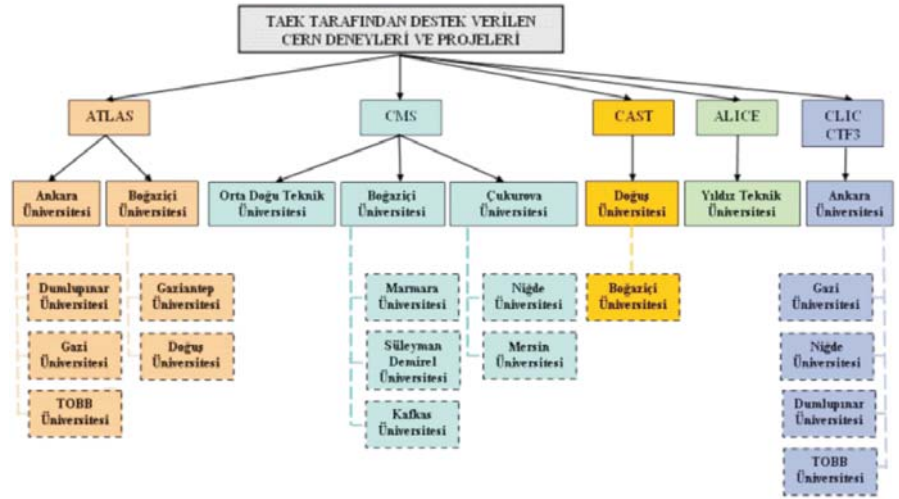 TAEK TARAFINDAN DESTEK VERİLEN
CERN DENEYLERİ VE PROJELERİ
ATLAS
CMS
CAST
ALICE
CLIC
CTF3
Ankara
Üniversitesi
Boğaziçi
Üniversitesi
Orta Doğu Teknik
Üniversitesi
Boğaziçi
Üniversitesi
Çukurova
Üniversitesi
Doğuş
Üniversitesi
Yıldız Teknik
Üniversitesi
Ankara
Üniversitesi
Dumlupınar
Üniversitesi
Gaziantep
Üniversitesi
Marmara
Üniversitesi
Niğde
Üniversitesi
Boğaziçi
Üniversitesi
Gazi
Üniversitesi
Gazi
Üniversitesi
Doğuş
Üniversitesi
Süleyman
Demirel
Üniversitesi
Mersin
Üniversitesi
Niğde
Üniversitesi
TOBB
Üniversitesi
Kafkas
Üniversitesi
Dumlupınar
Üniversitesi
TOBB
Üniversitesi